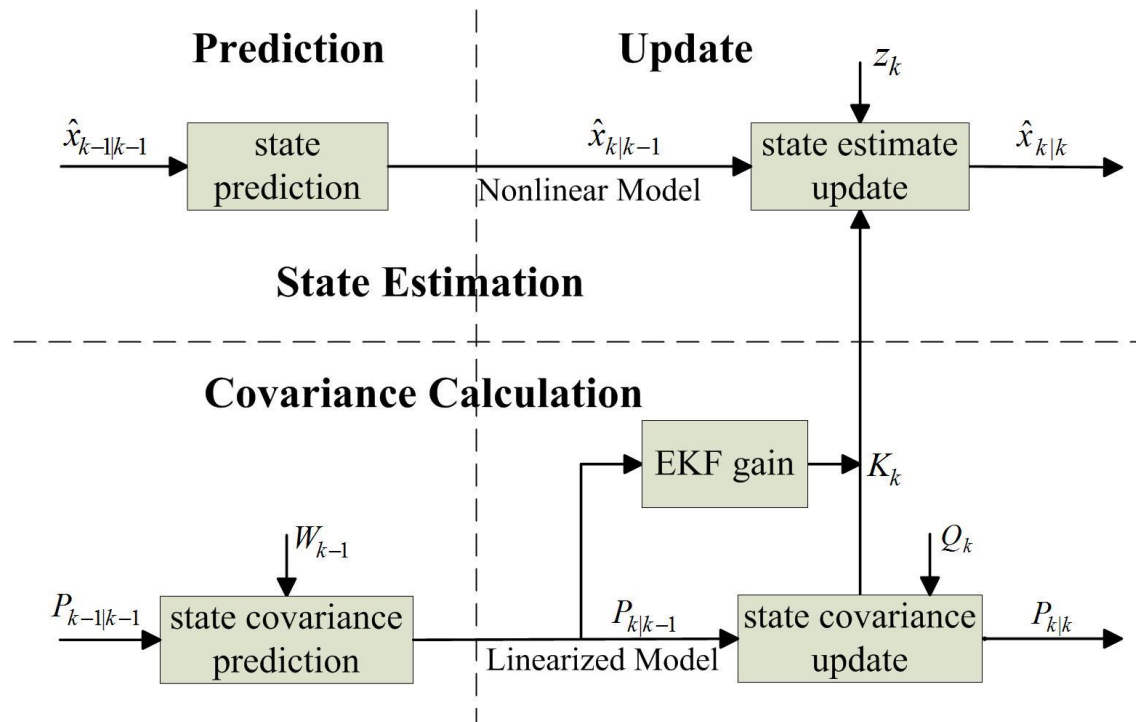 Prediction
Update
z_k
x̂_{k-1|k-1}
state
prediction
x̂_{k|k-1}
Nonlinear Model
state estimate
update
x̂_{k|k}
State Estimation
Covariance Calculation
EKF gain
K_k
W_{k-1}
Q_k
P_{k-1|k-1}
state covariance
prediction
P_{k|k-1}
Linearized Model
state covariance
update
P_{k|k}